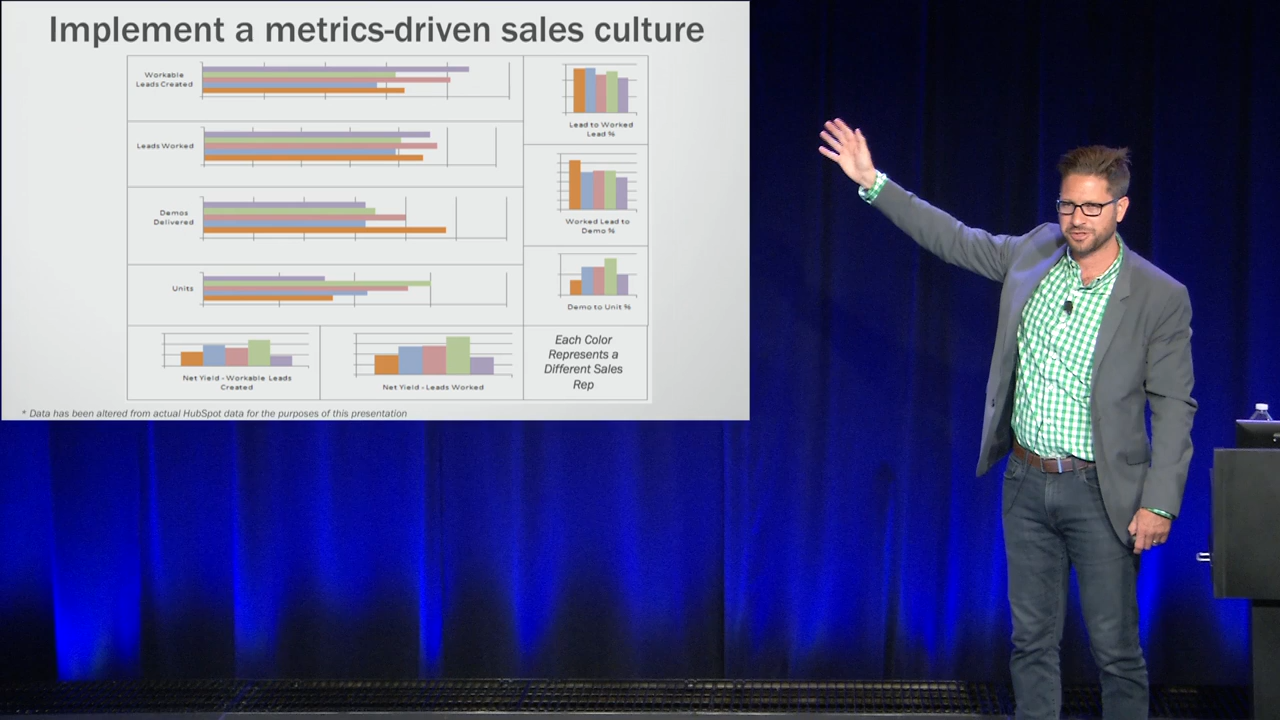 Implement a metrics-driven sales culture
Workable
Leads Created
Lead to Worked
Lead %
Leads Worked
Worked Lead to
Demo %
Demos
Delivered
Units
Demo to Unit %
Net Yield - Workable Leads
Created
Net Yield - Leads Worked
Each Color
Represents a
Different Sales
Rep
* Data has been altered from actual HubSpot data for the purposes of this presentation